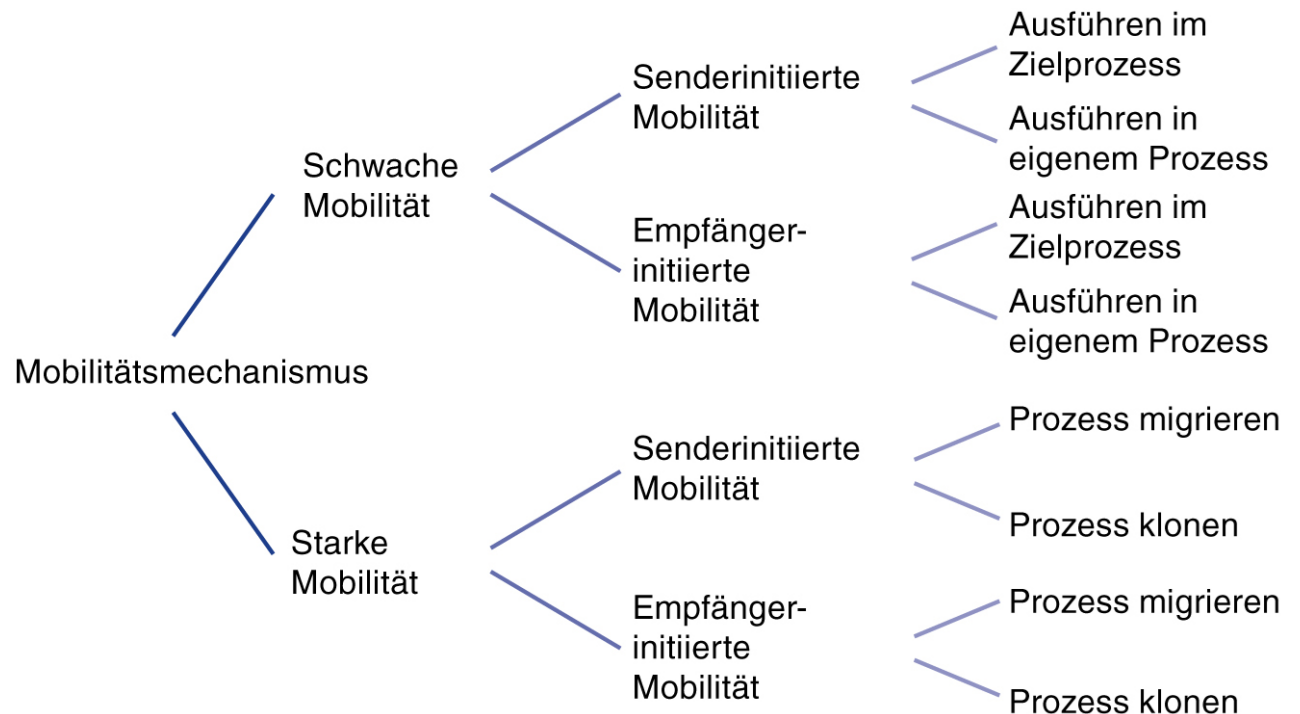 Mobilitätsmechanismus
Schwache
Mobilität
Senderinitiierte
Mobilität
Ausführen im
Zielprozess
Ausführen in
eigenem Prozess
Empfänger-
initiierte
Mobilität
Ausführen im
Zielprozess
Ausführen in
eigenem Prozess
Starke
Mobilität
Senderinitiierte
Mobilität
Prozess migrieren
Prozess klonen
Empfänger-
initiierte
Mobilität
Prozess migrieren
Prozess klonen